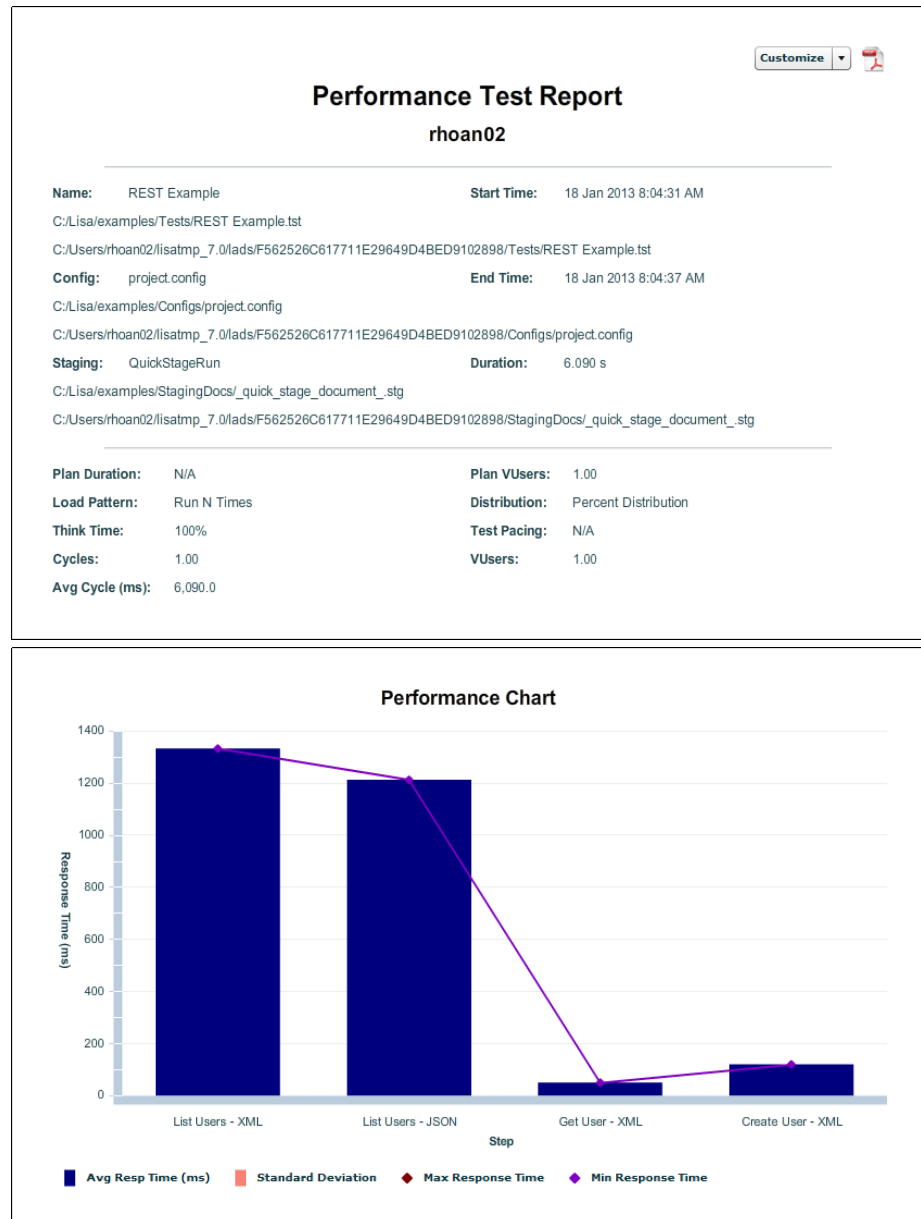 Customize
Performance Test Report
rhoan02
Name: REST Example Start Time: 18 Jan 2013 8:04:31 AM
C:/Lisa/examples/Tests/REST Example.tst
C:/Users/rhoan02/lisatmp_7.0/lads/F562526C617711E29649D4BED9102898/Tests/REST Example.tst
Config: project.config End Time: 18 Jan 2013 8:04:37 AM
C:/Lisa/examples/Configs/project.config
C:/Users/rhoan02/lisatmp_7.0/lads/F562526C617711E29649D4BED9102898/Configs/project.config
Staging: QuickStageRun Duration: 6.090 s
C:/Lisa/examples/StagingDocs/_quick_stage_document_.stg
C:/Users/rhoan02/lisatmp_7.0/lads/F562526C617711E29649D4BED9102898/StagingDocs/_quick_stage_document_.stg
Plan Duration: N/A Plan VUsers: 1.00
Load Pattern: Run N Times Distribution: Percent Distribution
Think Time: 100% Test Pacing: N/A
Cycles: 1.00 VUsers: 1.00
Avg Cycle (ms): 6,090.0
Performance Chart
1400
1200
1000
800
600
400
200
0
Response Time (ms)
List Users - XML List Users - JSON Get User - XML Create User - XML
Step
Avg Resp Time (ms) Standard Deviation Max Response Time Min Response Time